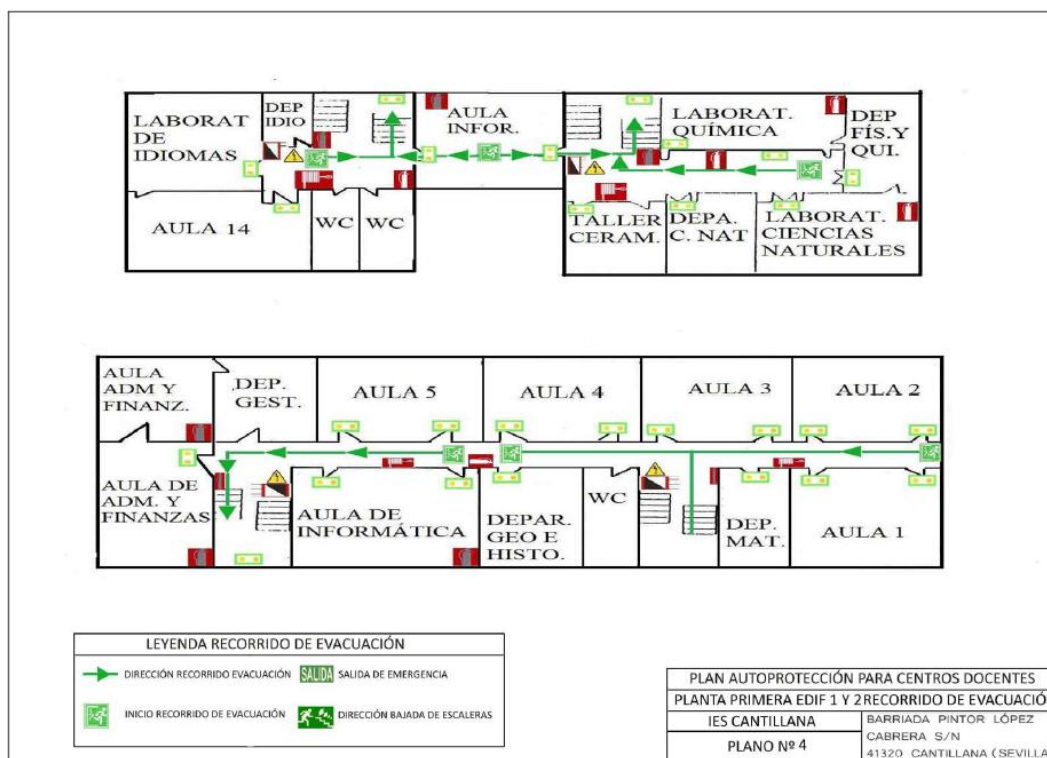 LABORAT
DE
IDIOMAS
DEP
IDIO
AULA
INFOR.
LABORAT.
QUÍMICA
DEP
FÍS.Y
QUI.
AULA 14
WC
WC
TALLER
CERAM.
DEPA.
C. NAT
LABORAT.
CIENCIAS
NATURALES
AULA
ADM Y
FINANZ.
DEP.
GEST.
AULA 5
AULA 4
AULA 3
AULA 2
AULA DE
ADM. Y
FINANZAS
AULA DE
INFORMÁTICA
DEPAR.
GEO E
HISTO.
WC
DEP.
MAT.
AULA 1
LEYENDA RECORRIDO DE EVACUACIÓN
DIRECCIÓN RECORRIDO EVACUACIÓN
SALIDA
SALIDA DE EMERGENCIA
INICIO RECORRIDO DE EVACUACIÓN
DIRECCIÓN BAJADA DE ESCALERAS
PLAN AUTOPROTECCIÓN PARA CENTROS DOCENTES
PLANTA PRIMERA EDIF 1 Y 2 RECORRIDO DE EVACUACIÓN
IES CANTILLANA
PLANO Nº 4
BARRIADA PINTOR LÓPEZ
CABRERA S/N
41320 CANTILLANA (SEVILLA